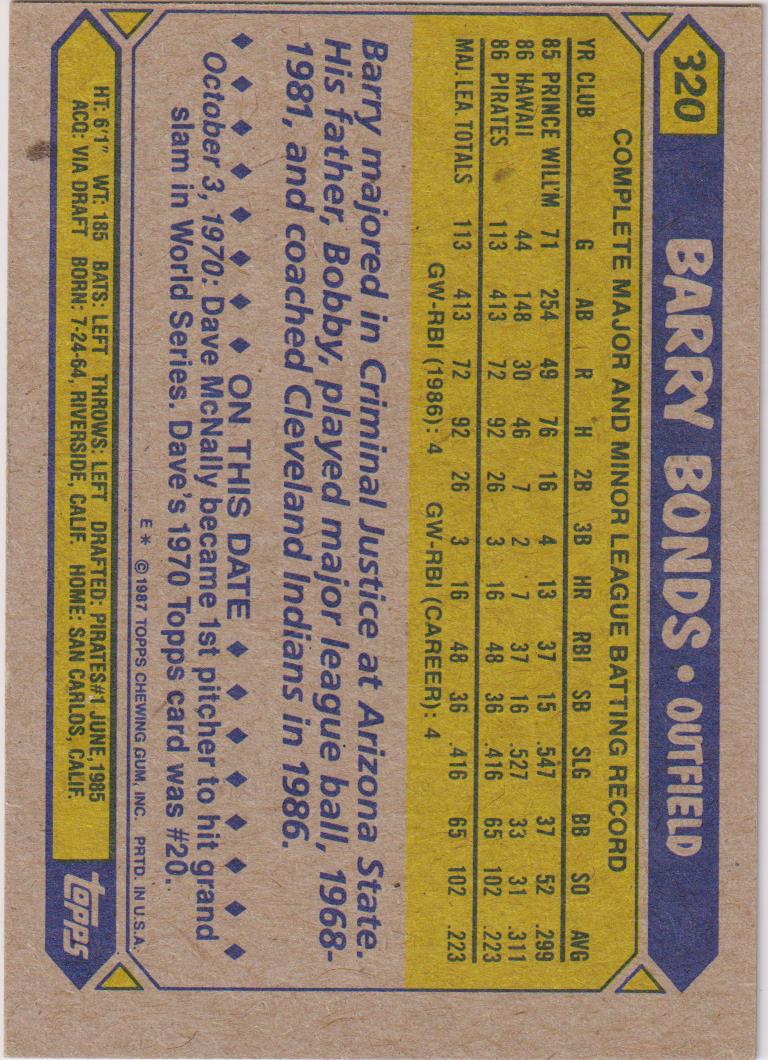 320
BARRY BONDS • OUTFIELD
COMPLETE MAJOR AND MINOR LEAGUE BATTING RECORD
YR CLUB G AB R H 2B 3B HR RBI SB SLG BB SO AVG
85 PRINCE WILL'M 71 254 49 76 16 4 13 37 15 .547 37 52 .299
86 HAWAII 44 148 30 46 7 2 7 37 16 .527 33 31 .311
86 PIRATES 113 413 72 92 26 3 16 48 36 .416 65 102 .223
MAJ. LEA. TOTALS 113 413 72 92 26 3 16 48 36 .416 65 102 .223
GW-RBI (1986): 4 GW-RBI (CAREER): 4
Barry majored in Criminal Justice at Arizona State.
His father, Bobby, played major league ball, 1968-
1981, and coached Cleveland Indians in 1986.
ON THIS DATE
October 3, 1970: Dave McNally became 1st pitcher to hit grand
slam in World Series. Dave's 1970 Topps card was #20.
E * © 1987 TOPPS CHEWING GUM, INC. PRTD. IN U.S.A.
HT: 6'1" WT: 185 BATS: LEFT THROWS: LEFT DRAFTED: PIRATES#1 JUNE, 1985
ACQ: VIA DRAFT BORN: 7-24-64, RIVERSIDE, CALIF. HOME: SAN CARLOS, CALIF.
topps